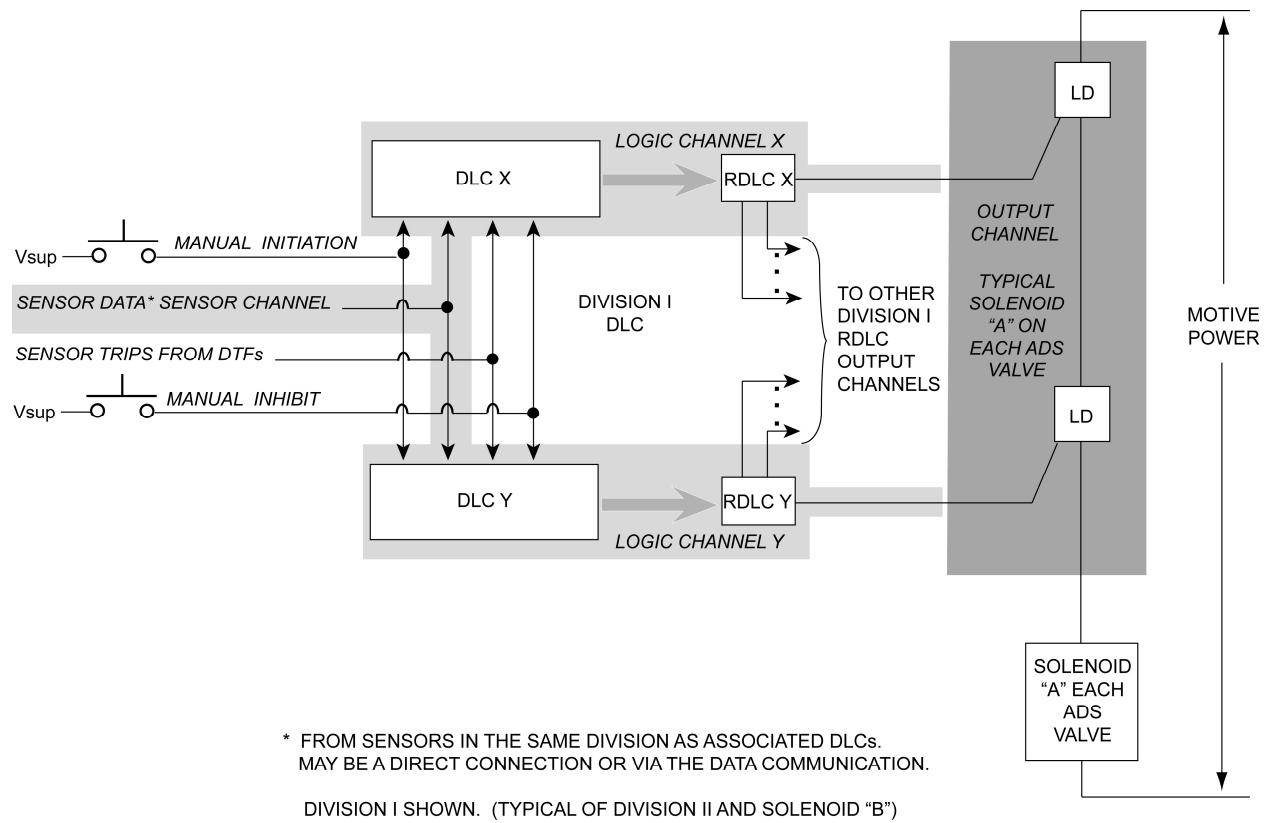 LD
LOGIC CHANNEL X
DLC X
RDLC X
OUTPUT
CHANNEL
MANUAL INITIATION
Vsup
SENSOR DATA* SENSOR CHANNEL
DIVISION I
DLC
TO OTHER
DIVISION I
RDLC
OUTPUT
CHANNELS
TYPICAL
SOLENOID
“A” ON
EACH ADS
VALVE
MOTIVE
POWER
SENSOR TRIPS FROM DTFs
MANUAL INHIBIT
Vsup
LD
DLC Y
RDLC Y
LOGIC CHANNEL Y
SOLENOID
“A” EACH
ADS
VALVE
* FROM SENSORS IN THE SAME DIVISION AS ASSOCIATED DLCs.
MAY BE A DIRECT CONNECTION OR VIA THE DATA COMMUNICATION.
DIVISION I SHOWN. (TYPICAL OF DIVISION II AND SOLENOID “B”)